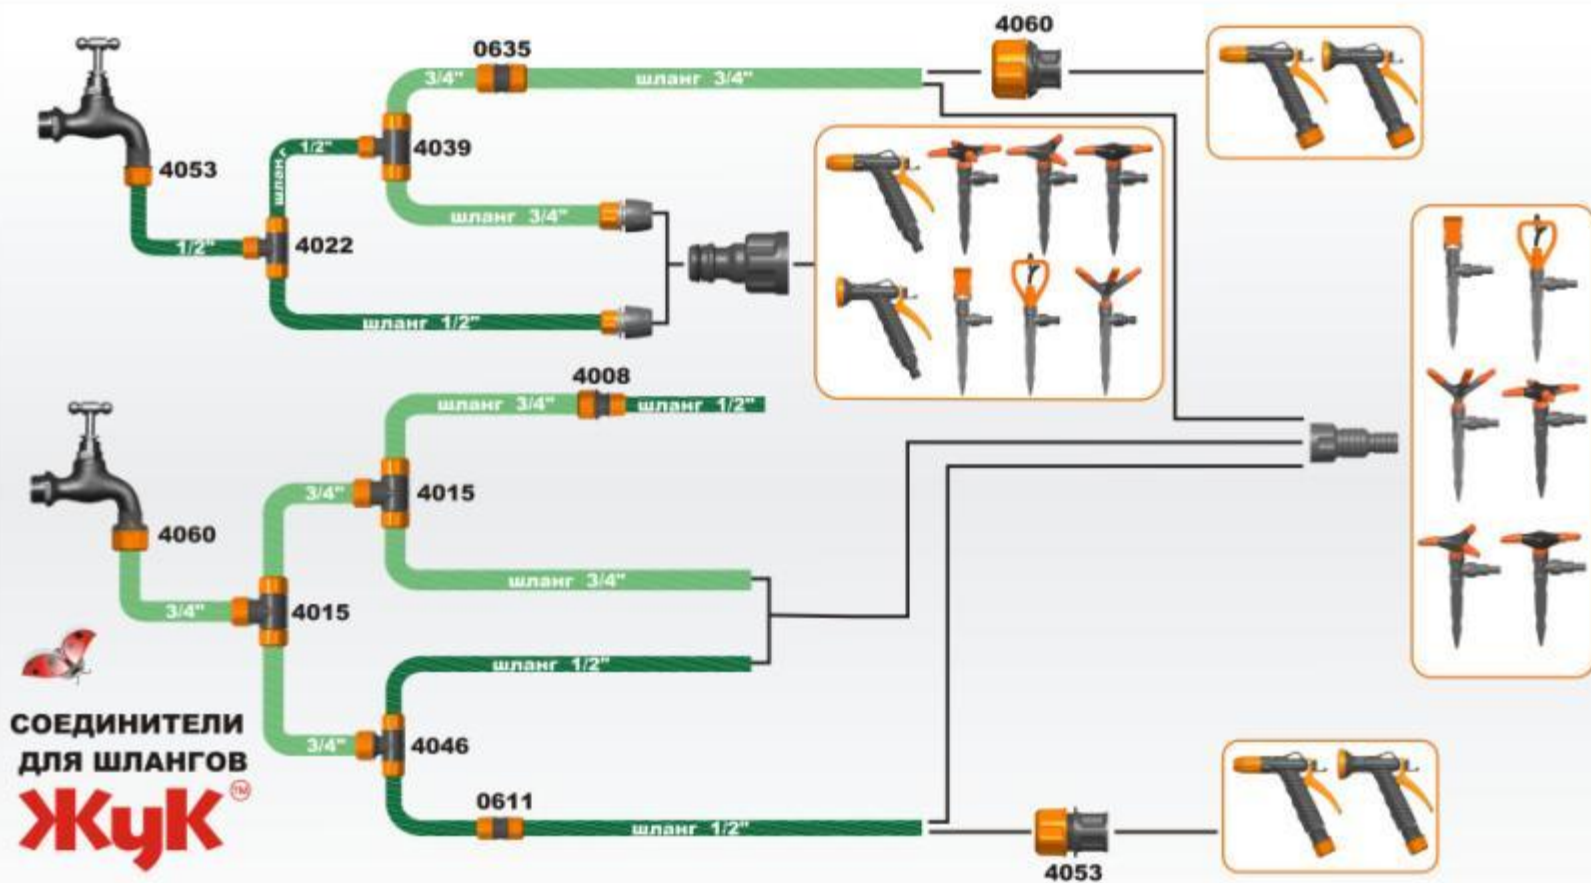 4060
0635
3/4"
шланг 3/4"
4053
шланг
1/2"
4039
шланг 3/4"
1/2"
4022
шланг 1/2"
4008
шланг 3/4"
шланг 1/2"
3/4"
4015
4060
шланг 3/4"
3/4"
4015
шланг 1/2"
СОЕДИНИТЕЛИ
ДЛЯ ШЛАНГОВ
ЖуК TM
3/4"
4046
0611
шланг 1/2"
4053